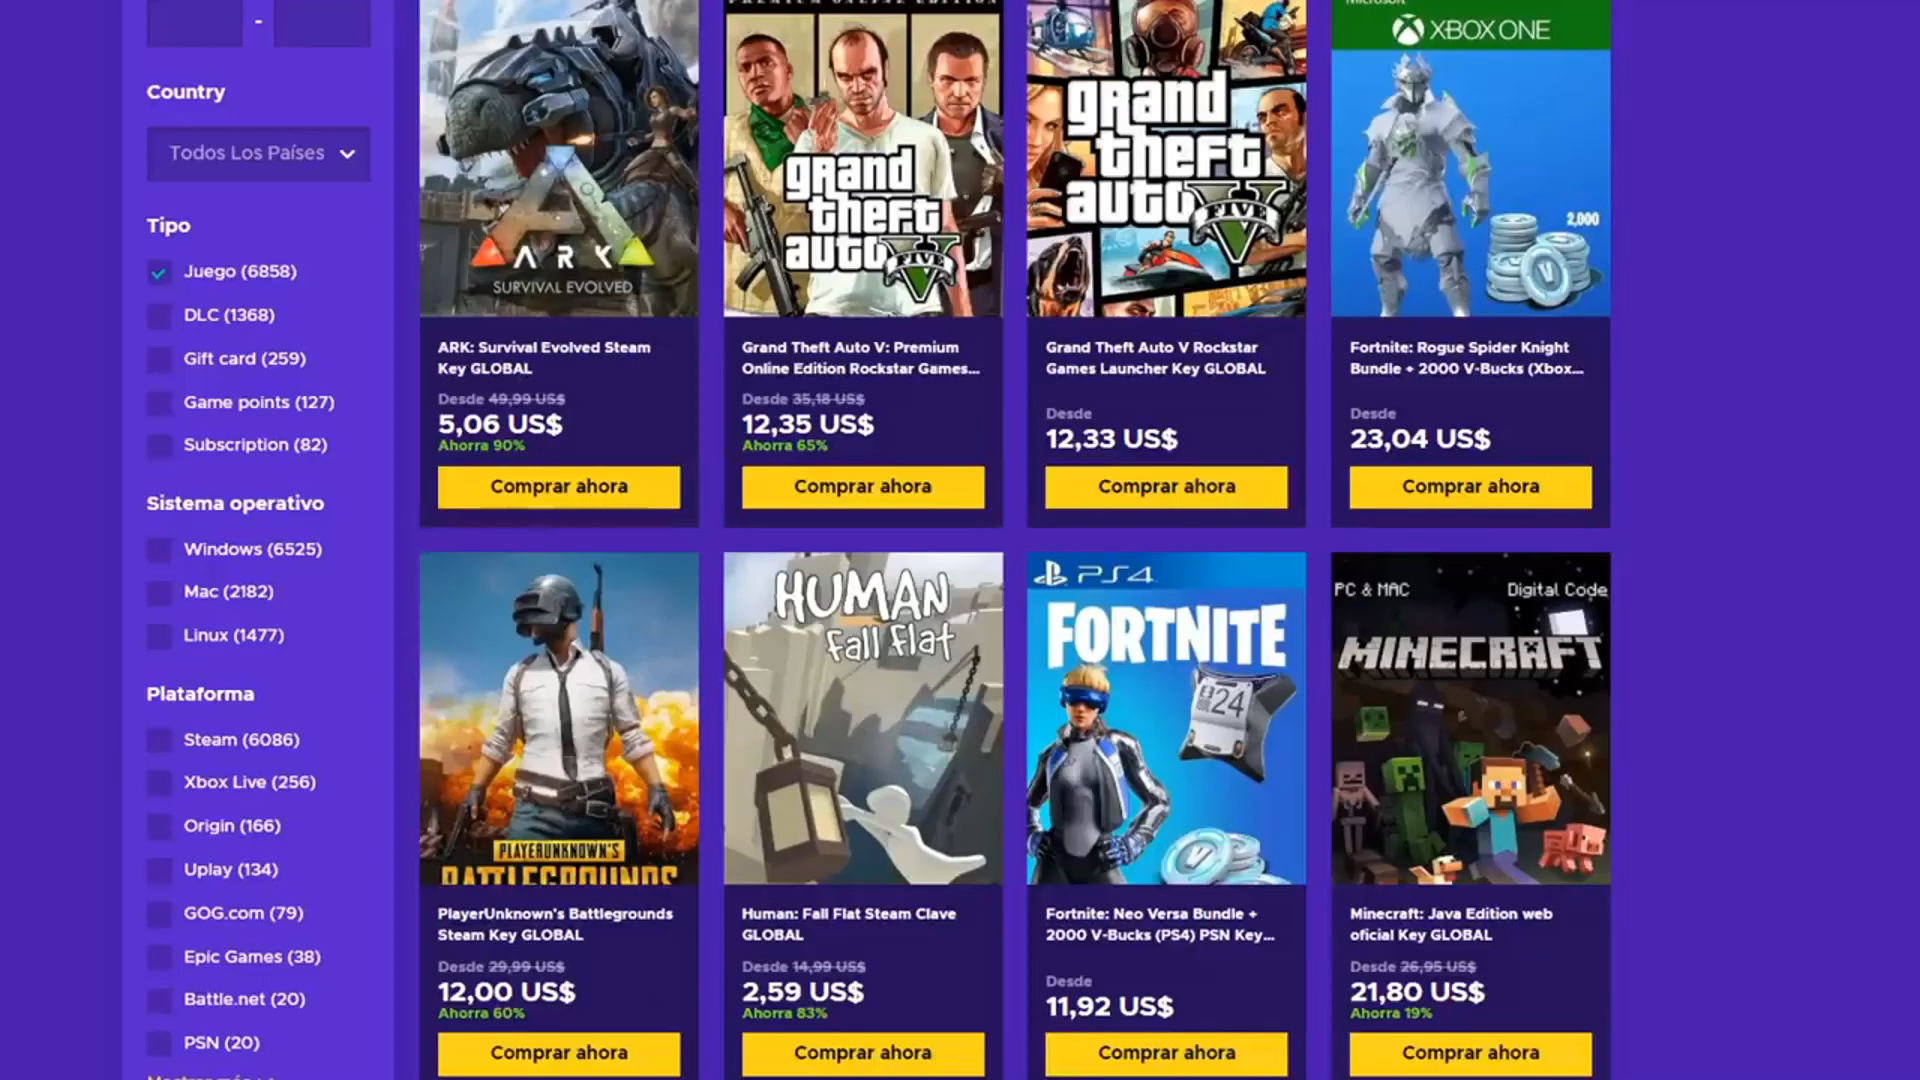 -
Country
Todos Los Países
Tipo
Juego (6858)
DLC (1368)
Gift card (259)
Game points (127)
Subscription (82)
Sistema operativo
Windows (6525)
Mac (2182)
Linux (1477)
Plataforma
Steam (6086)
Xbox Live (256)
Origin (166)
Uplay (134)
GOG.com (79)
Epic Games (38)
Battle.net (20)
PSN (20)
Mostrar más
ARK
SURVIVAL EVOLVED
ARK: Survival Evolved Steam
Key GLOBAL
Desde 49,99 US$
5,06 US$
Ahorra 90%
Comprar ahora
PREMIUM ONLINE EDITION
grand
theft
auto
FIVE
Grand Theft Auto V: Premium
Online Edition Rockstar Games...
Desde 35,18 US$
12,35 US$
Ahorra 65%
Comprar ahora
grand
theft
auto
FIVE
Grand Theft Auto V Rockstar
Games Launcher Key GLOBAL
Desde
12,33 US$
Comprar ahora
Microsoft
XBOX ONE
2,000
V
Fortnite: Rogue Spider Knight
Bundle + 2000 V-Bucks (Xbox...
Desde
23,04 US$
Comprar ahora
PLAYERUNKNOWN'S
BATTLEGROUNDS
PlayerUnknown's Battlegrounds
Steam Key GLOBAL
Desde 29,99 US$
12,00 US$
Ahorra 60%
Comprar ahora
HUMAN
fall flat
Human: Fall Flat Steam Clave
GLOBAL
Desde 14,99 US$
2,59 US$
Ahorra 83%
Comprar ahora
PS4
FORTNITE
24
V
Fortnite: Neo Versa Bundle +
2000 V-Bucks (PS4) PSN Key...
Desde
11,92 US$
Comprar ahora
PC & MAC
Digital Code
MINECRAFT
Minecraft: Java Edition web
oficial Key GLOBAL
Desde 26,95 US$
21,80 US$
Ahorra 19%
Comprar ahora